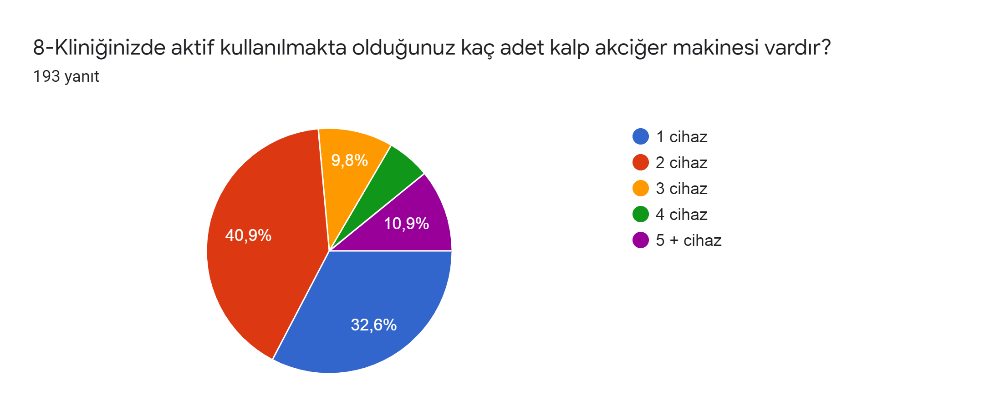 8-Kliniğinizde aktif kullanılmakta olduğunuz kaç adet kalp akciğer makinesi vardır?
193 yanıt
9,8%
40,9%
10,9%
32,6%
1 cihaz
2 cihaz
3 cihaz
4 cihaz
5 + cihaz